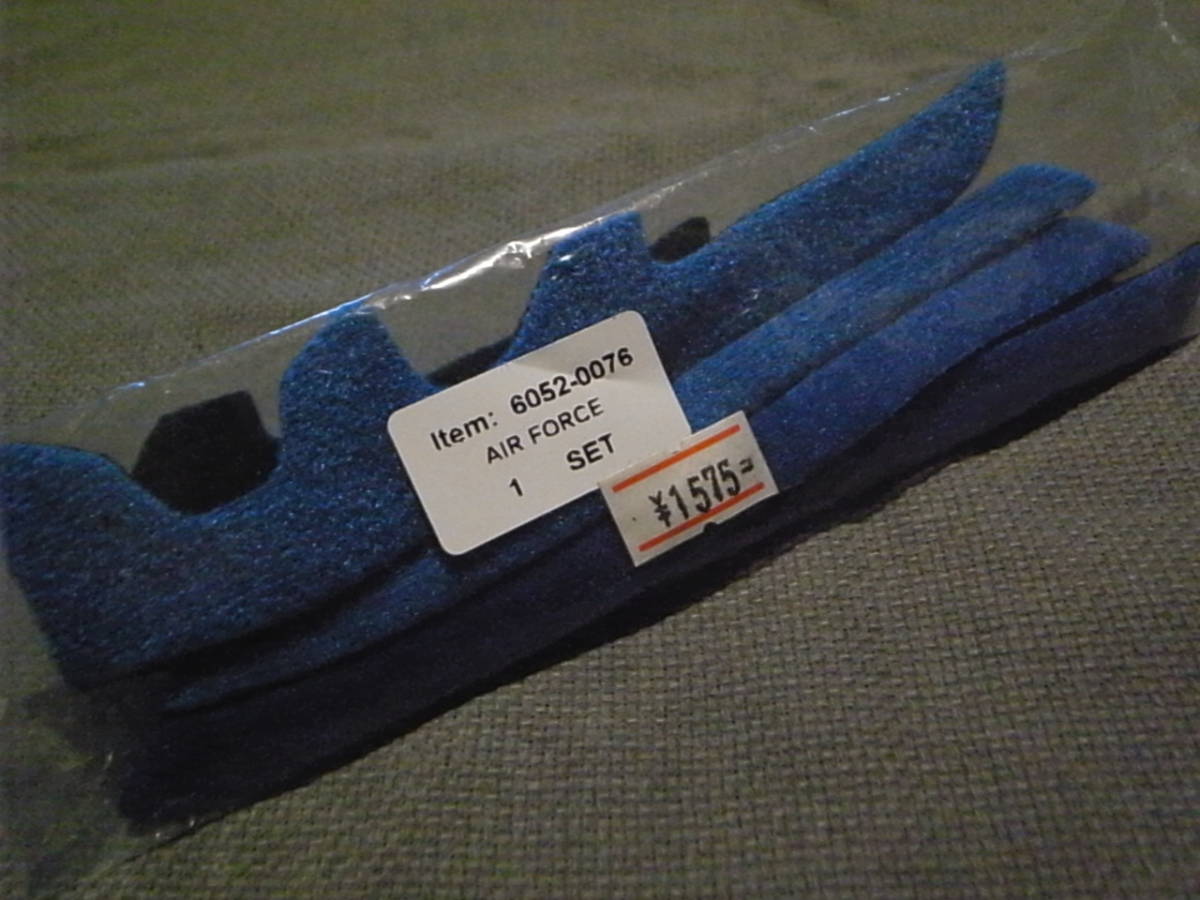 Item: 6052-0076
AIR FORCE
1 SET
¥1575=